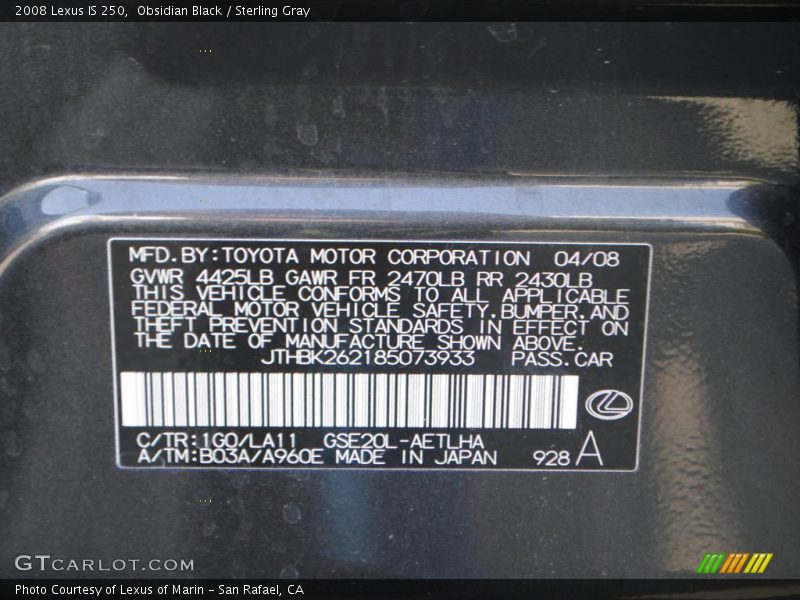 2008 Lexus IS 250,  Obsidian Black / Sterling Gray
MFD.BY:TOYOTA MOTOR CORPORATION  04/08
GVWR 4425LB GAWR FR 2470LB RR 2430LB
THIS VEHICLE CONFORMS TO ALL APPLICABLE
FEDERAL MOTOR VEHICLE SAFETY.BUMPER.AND
THEFT PREVENTION STANDARDS IN EFFECT ON
THE DATE OF MANUFACTURE SHOWN ABOVE.
JTHBK262185073933  PASS.CAR
C/TR:1G0/LA11  GSE20L-AETLHA
A/TM:B03A/A960E MADE IN JAPAN  928 A
GTCARLOT.COM
Photo Courtesy of Lexus of Marin - San Rafael, CA